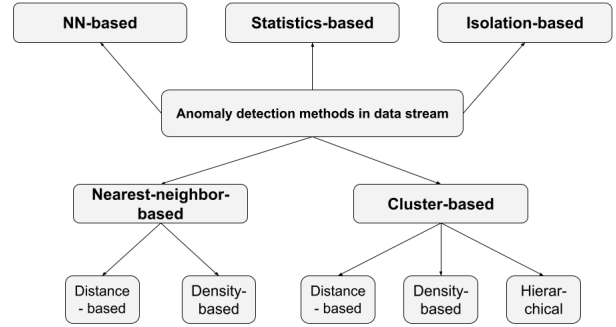 NN-based
Statistics-based
Isolation-based
Anomaly detection methods in data stream
Nearest-neighbor-
based
Cluster-based
Distance
- based
Density-
based
Distance
- based
Density-
based
Hierar-
chical